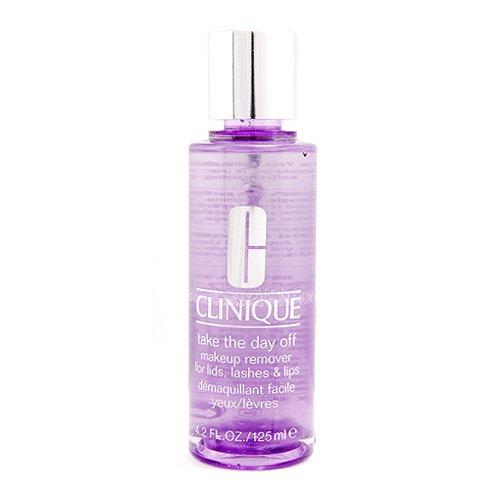 C
CLINIQUE
take the day off
makeup remover
for lids, lashes & lips
démaquillant facile
yeux/lèvres
4.2 FL.OZ./125 ml ℮